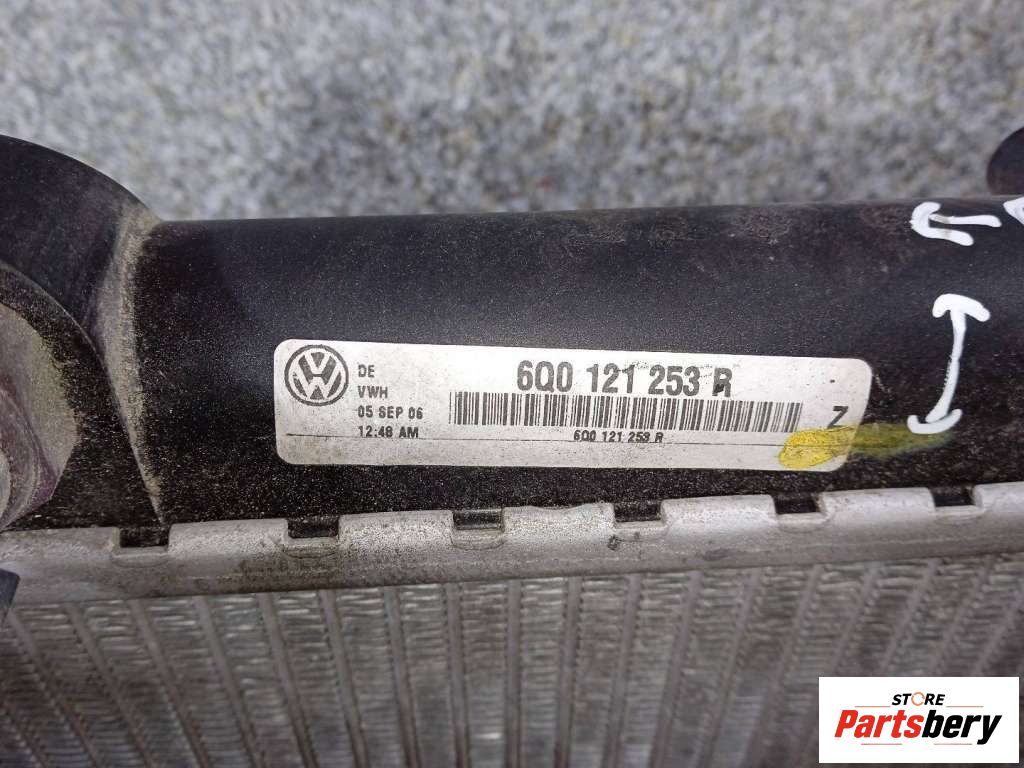 DE
VWH
05 SEP 06
12:48 AM
6Q0 121 253 R
6Q0 121 253 R
Z
STORE
Partsbery